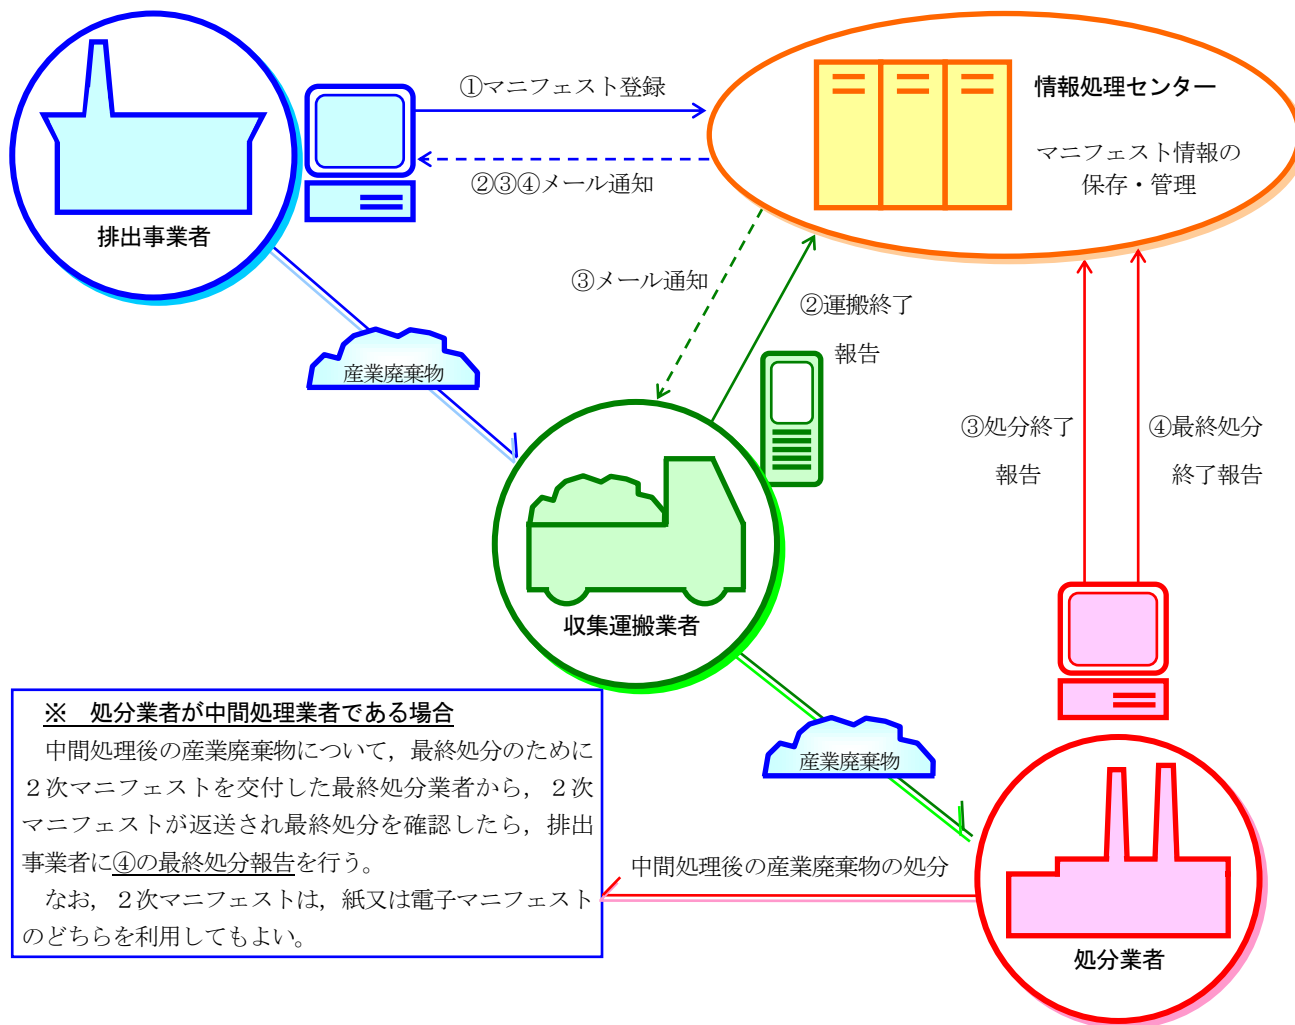 ①マニフェスト登録
情報処理センター
マニフェスト情報の
保存・管理
②③④メール通知
排出事業者
③メール通知
②運搬終了
報告
産業廃棄物
③処分終了
報告
④最終処分
終了報告
収集運搬業者
産業廃棄物
※　処分業者が中間処理業者である場合
　中間処理後の産業廃棄物について，最終処分のために
２次マニフェストを交付した最終処分業者から，２次
マニフェストが返送され最終処分を確認したら，排出
事業者に④の最終処分報告を行う。
　なお，２次マニフェストは，紙又は電子マニフェスト
のどちらを利用してもよい。
中間処理後の産業廃棄物の処分
処分業者